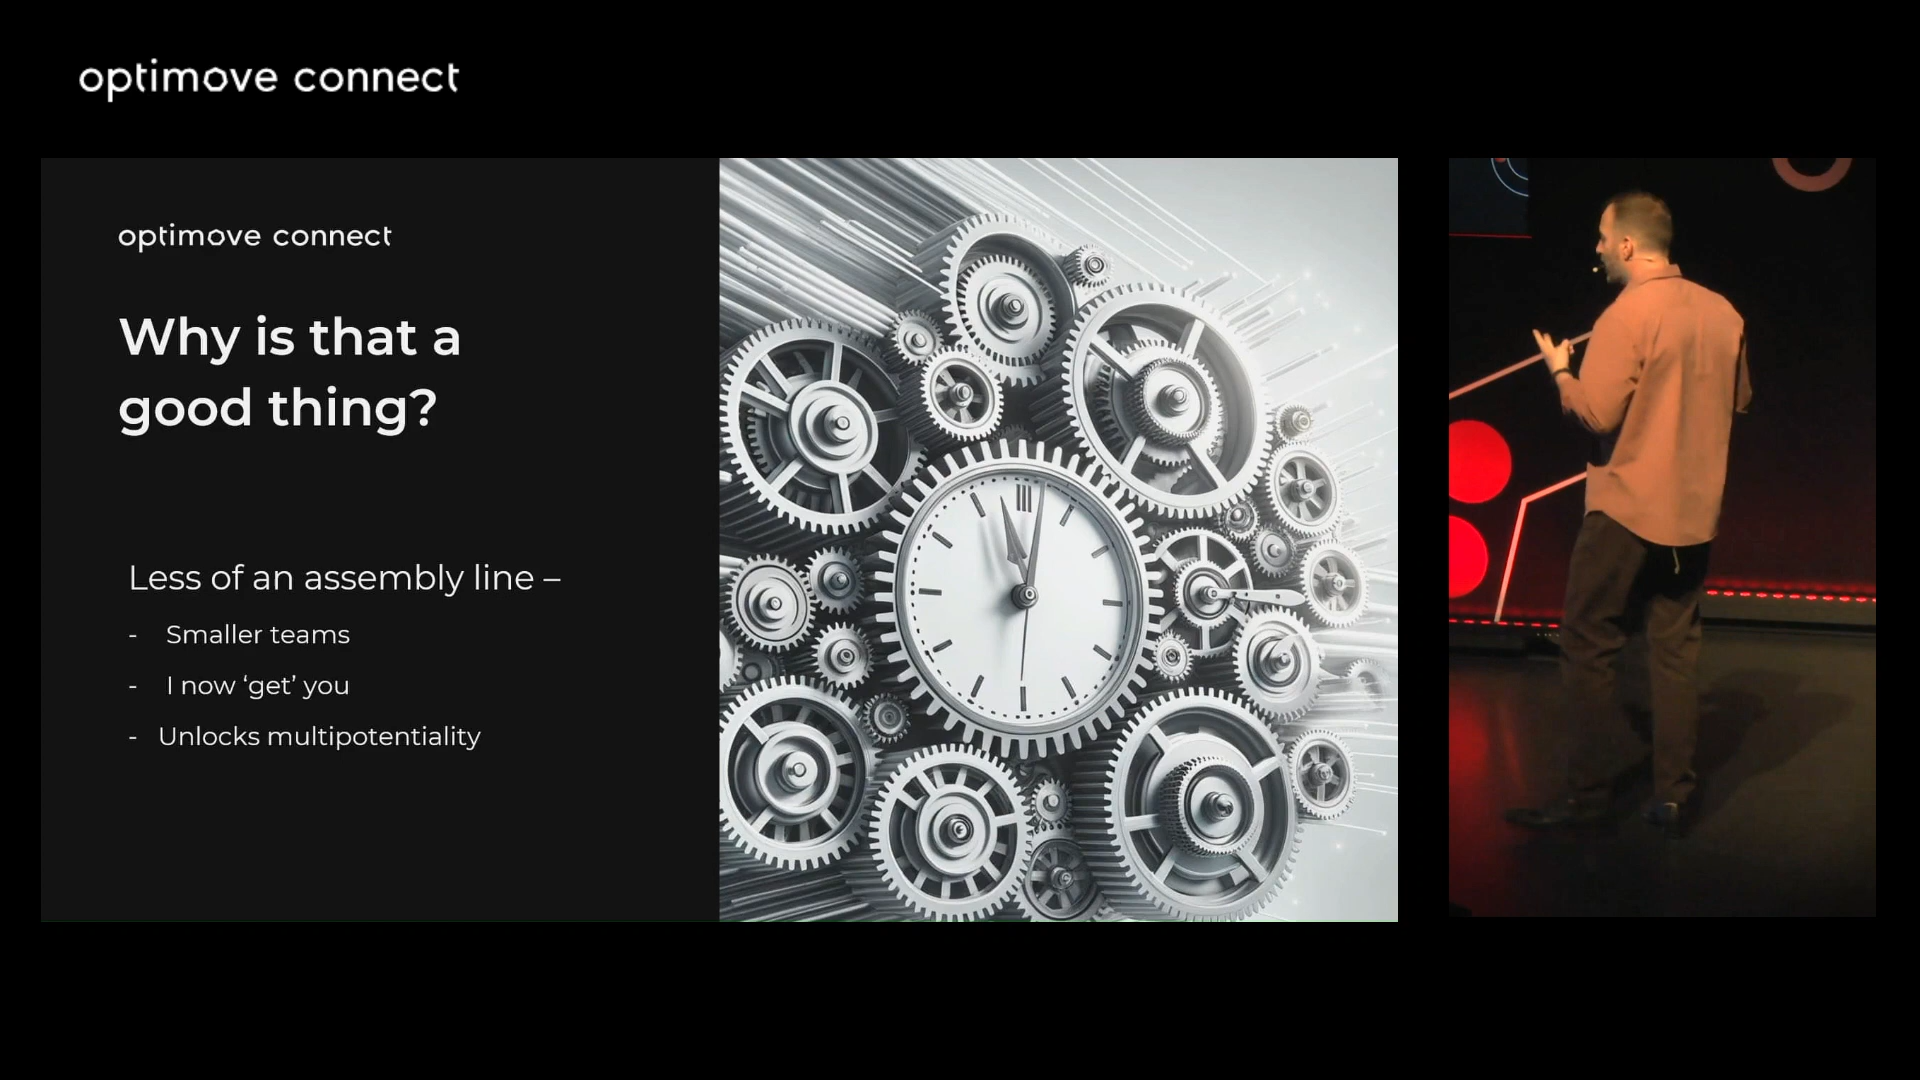 optimove connect
optimove connect
Why is that a
good thing?
Less of an assembly line –
- Smaller teams
- I now ‘get’ you
- Unlocks multipotentiality
III